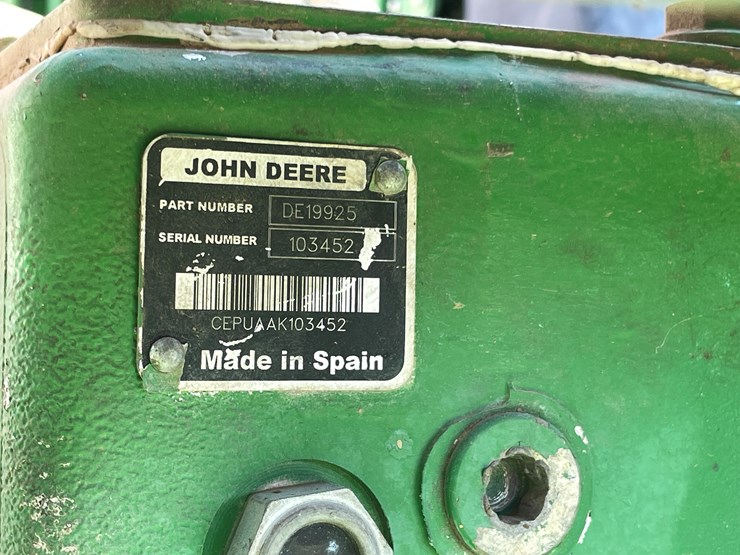 JOHN DEERE
PART NUMBER DE19925
SERIAL NUMBER 103452
CEPUAAK103452
Made in Spain